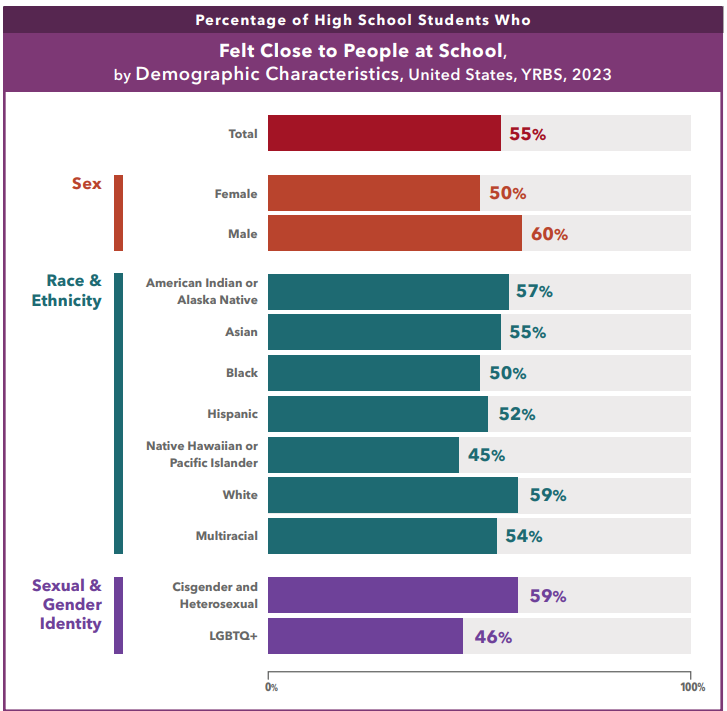 Percentage of High School Students Who
Felt Close to People at School,
by Demographic Characteristics, United States, YRBS, 2023
Total 55%
Sex
Female 50%
Male 60%
Race &
Ethnicity
American Indian or
Alaska Native 57%
Asian 55%
Black 50%
Hispanic 52%
Native Hawaiian or
Pacific Islander 45%
White 59%
Multiracial 54%
Sexual &
Gender
Identity
Cisgender and
Heterosexual 59%
LGBTQ+ 46%
0% 100%